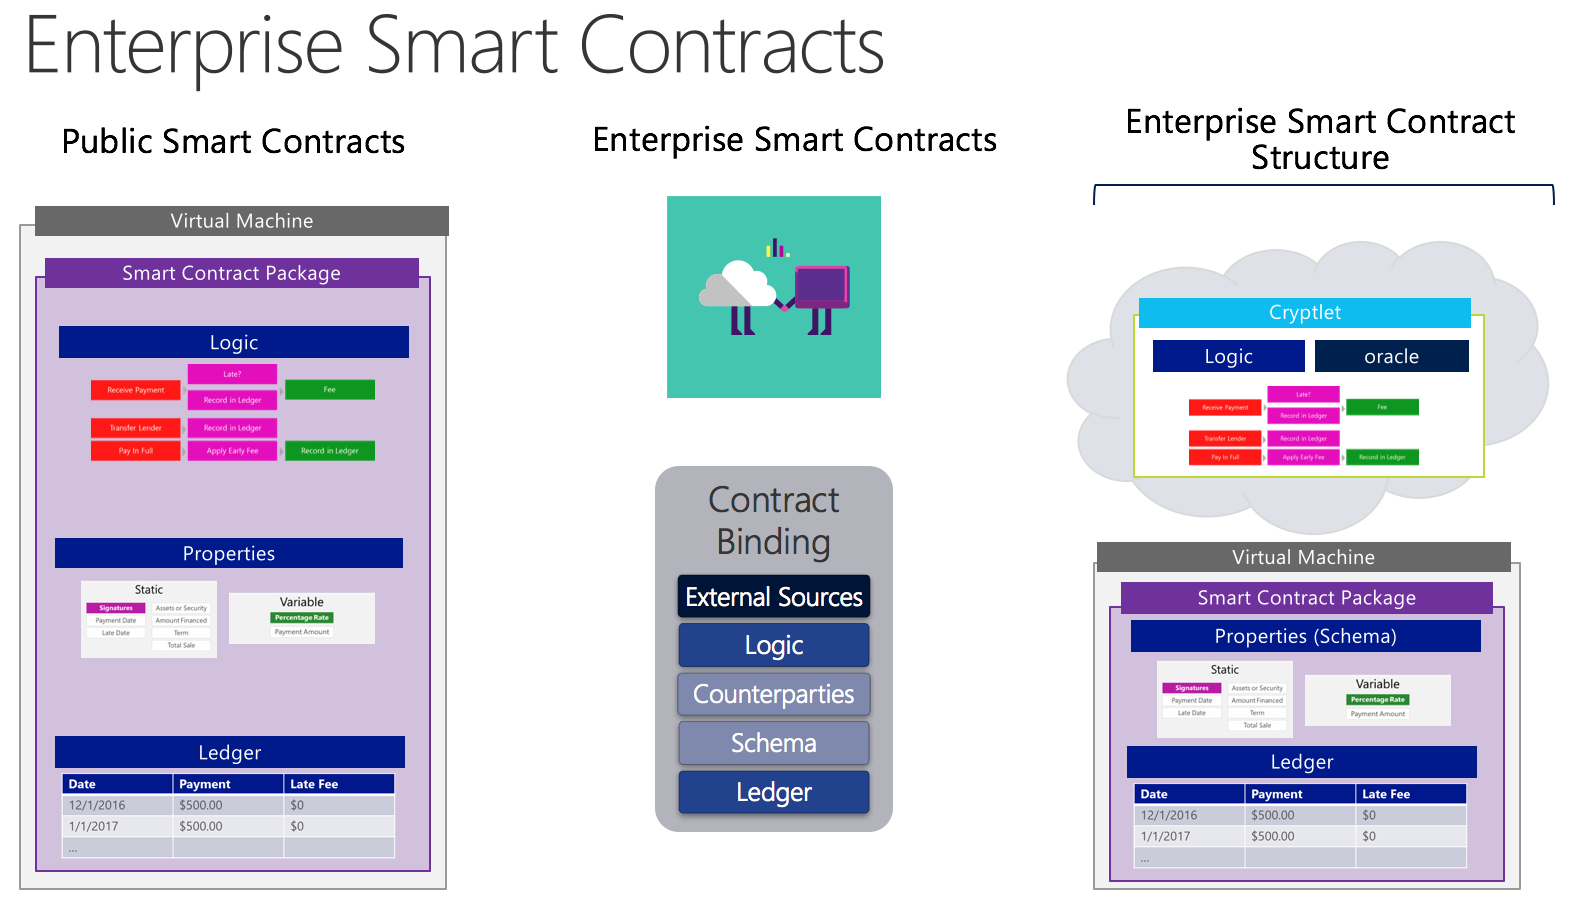 Enterprise Smart Contracts
Public Smart Contracts
Virtual Machine
Smart Contract Package
Logic
Receive Payment
Late?
Record in Ledger
Fee
Transfer Lender
Record in Ledger
Pay In Full
Apply Early Fee
Record in Ledger
Properties
Static
Signatures
Assets or Security
Payment Date
Amount Financed
Late Date
Term
Total Sale
Variable
Percentage Rate
Payment Amount
Ledger
Date Payment Late Fee
12/1/2016 $500.00 $0
1/1/2017 $500.00 $0
...
Enterprise Smart Contracts
Contract
Binding
External Sources
Logic
Counterparties
Schema
Ledger
Enterprise Smart Contract
Structure
Cryptlet
Logic
oracle
Receive Payment
Late?
Record in Ledger
Fee
Transfer Lender
Record in Ledger
Pay In Full
Apply Early Fee
Record in Ledger
Virtual Machine
Smart Contract Package
Properties (Schema)
Static
Signatures
Assets or Security
Payment Date
Amount Financed
Late Date
Term
Total Sale
Variable
Percentage Rate
Payment Amount
Ledger
Date Payment Late Fee
12/1/2016 $500.00 $0
1/1/2017 $500.00 $0
...